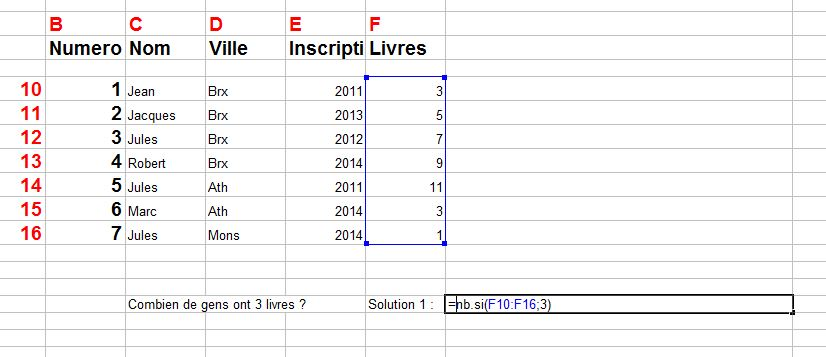 B C D E F
Numero Nom Ville Inscripti Livres
10 1 Jean Brx 2011 3
11 2 Jacques Brx 2013 5
12 3 Jules Brx 2012 7
13 4 Robert Brx 2014 9
14 5 Jules Ath 2011 11
15 6 Marc Ath 2014 3
16 7 Jules Mons 2014 1
Combien de gens ont 3 livres ? Solution 1 : =nb.si(F10:F16;3)